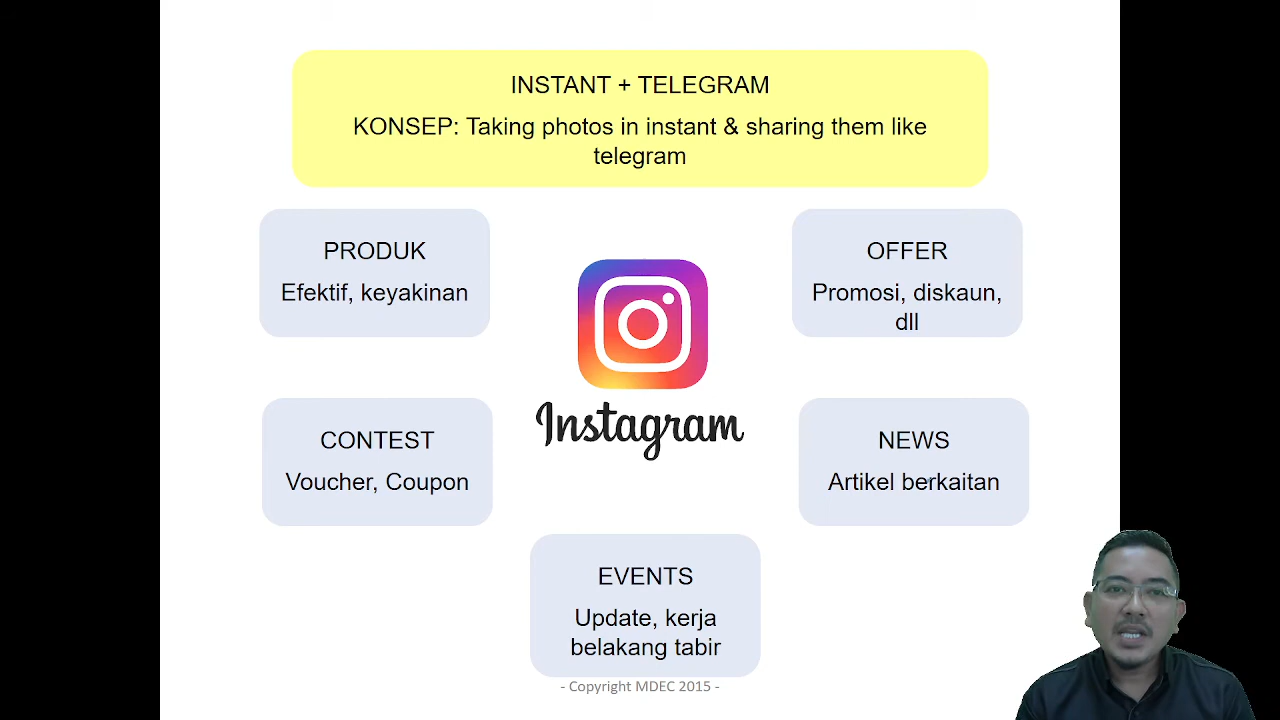 INSTANT + TELEGRAM
KONSEP: Taking photos in instant & sharing them like
telegram
PRODUK
Efektif, keyakinan
OFFER
Promosi, diskaun,
dll
Instagram
CONTEST
Voucher, Coupon
NEWS
Artikel berkaitan
EVENTS
Update, kerja
belakang tabir
- Copyright MDEC 2015 -